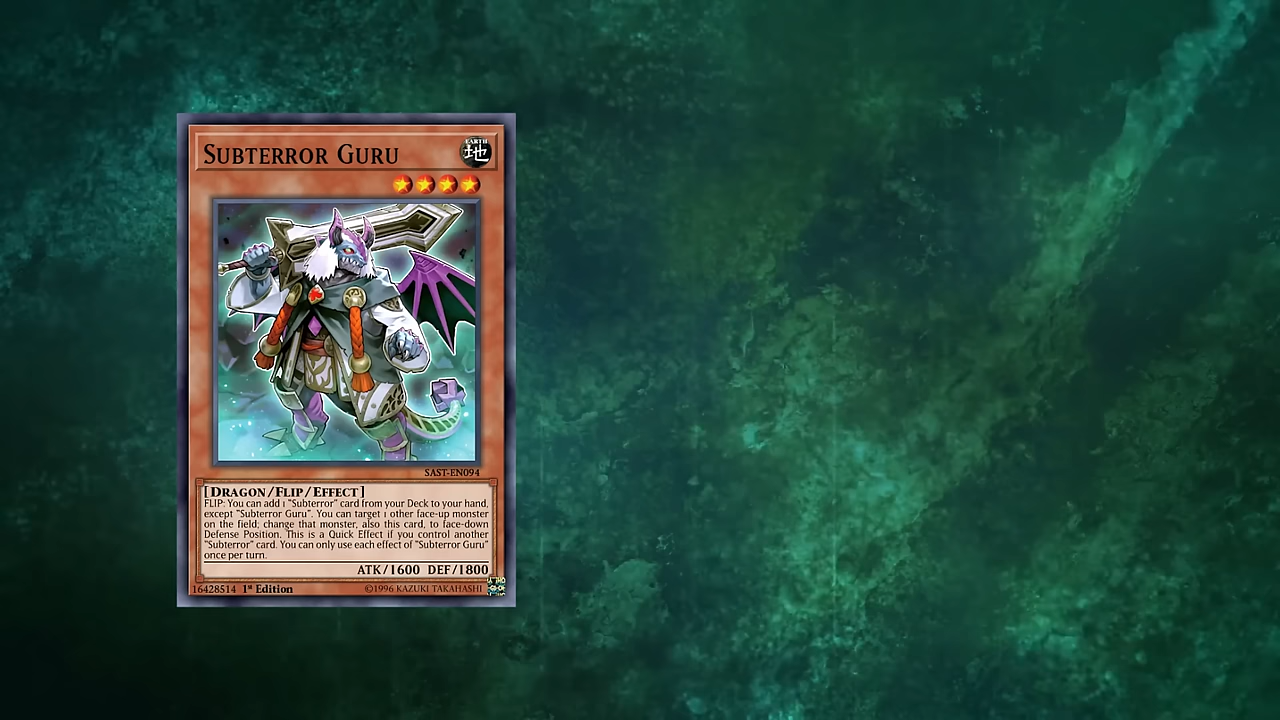 SUBTERROR GURU
EARTH
地
[DRAGON/FLIP/EFFECT]
SAST-EN094
FLIP: You can add 1 "Subterror" card from your Deck to your hand,
except "Subterror Guru". You can target 1 other face-up monster
on the field; change that monster, also this card, to face-down
Defense Position. This is a Quick Effect if you control another
"Subterror" card. You can only use each effect of "Subterror Guru"
once per turn.
ATK/1600 DEF/1800
16428514 1st Edition ©1996 KAZUKI TAKAHASHI